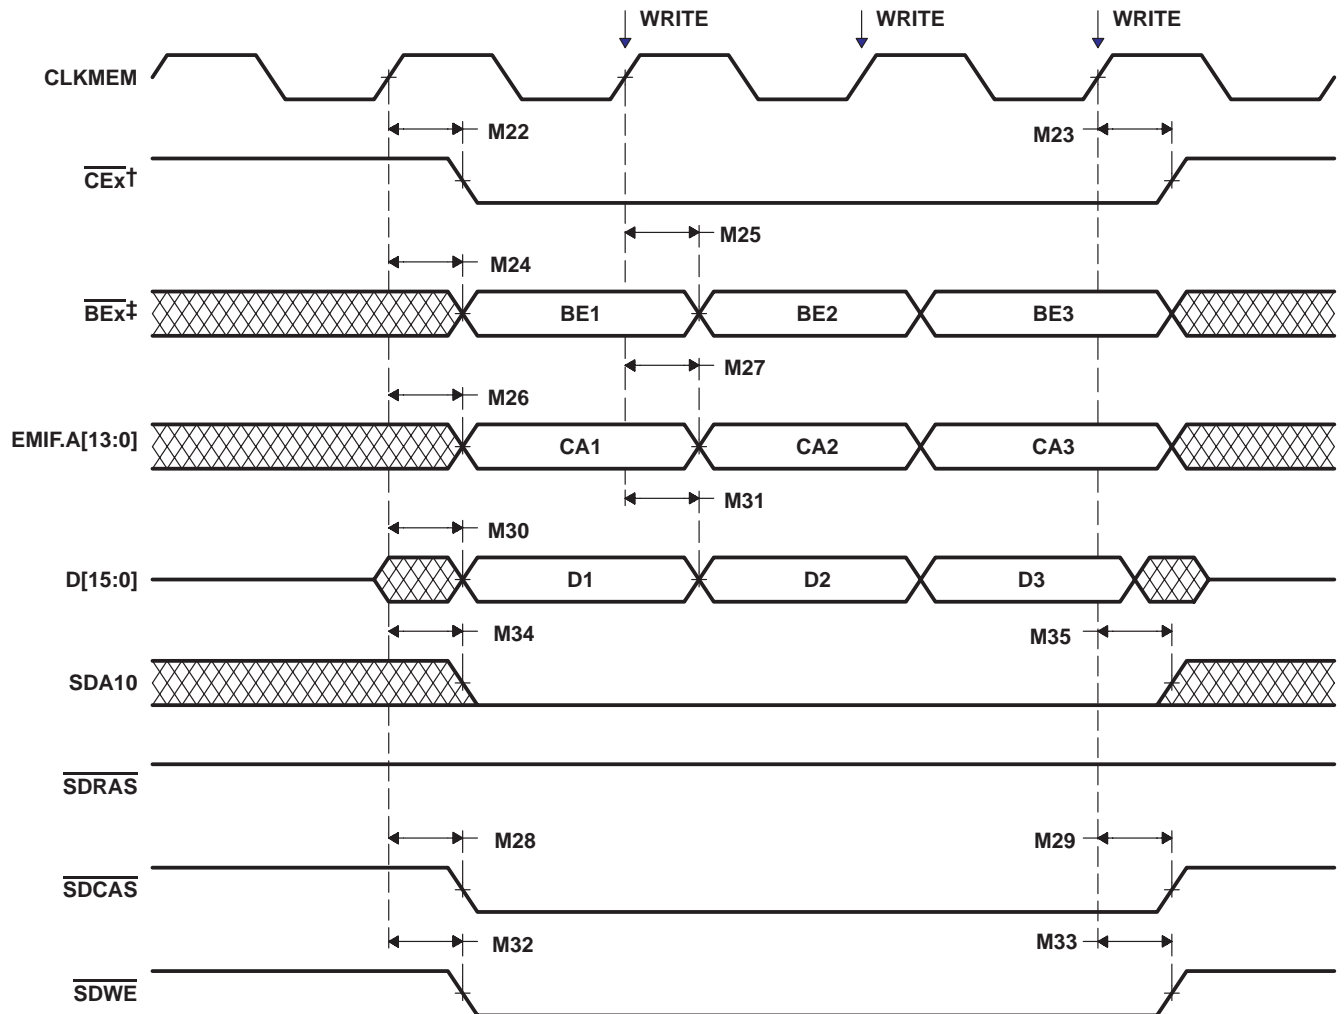 WRITE WRITE WRITE
CLKMEM
M22 M23
CEx†
M25
M24
BEx‡ BE1 BE2 BE3
M27
M26
EMIF.A[13:0] CA1 CA2 CA3
M31
M30
D[15:0] D1 D2 D3
M34 M35
SDA10
SDRAS
M28 M29
SDCAS
M32 M33
SDWE